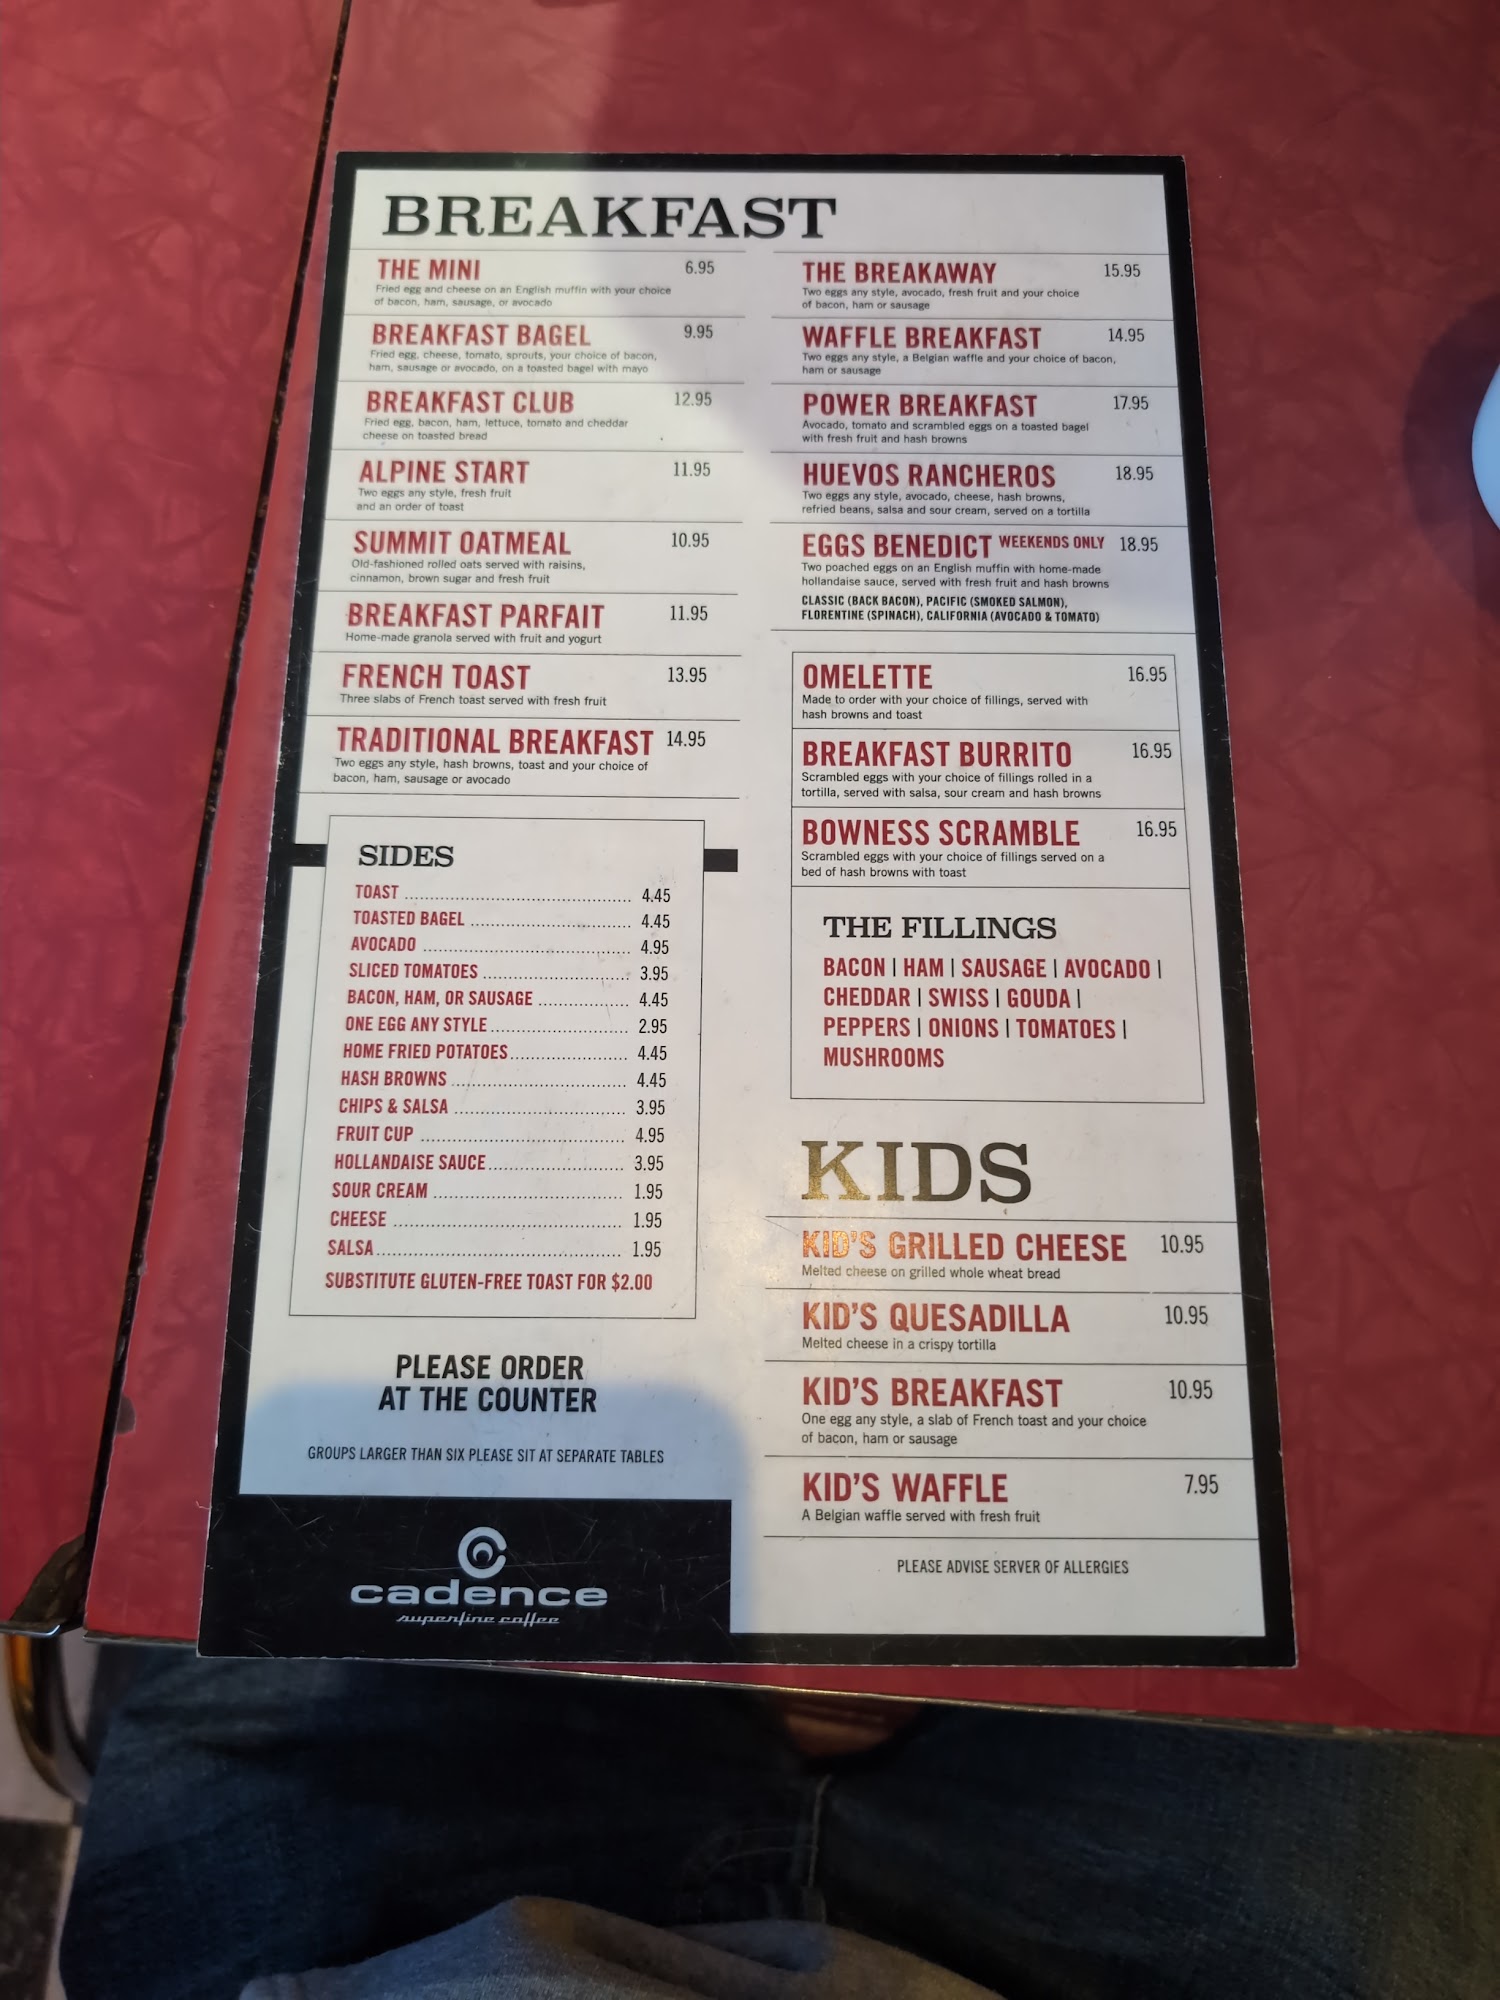 BREAKFAST
THE MINI 6.95
Fried egg and cheese on an English muffin with your choice
of bacon, ham, sausage, or avocado
BREAKFAST BAGEL 9.95
Fried egg, cheese, tomato, sprouts, your choice of bacon,
ham, sausage or avocado, on a toasted bagel with mayo
BREAKFAST CLUB 12.95
Fried egg, bacon, ham, lettuce, tomato and cheddar
cheese on toasted bread
ALPINE START 11.95
Two eggs any style, fresh fruit
and an order of toast
SUMMIT OATMEAL 10.95
Old-fashioned rolled oats served with raisins,
cinnamon, brown sugar and fresh fruit
BREAKFAST PARFAIT 11.95
Home-made granola served with fruit and yogurt
FRENCH TOAST 13.95
Three slabs of French toast served with fresh fruit
TRADITIONAL BREAKFAST 14.95
Two eggs any style, hash browns, toast and your choice of
bacon, ham, sausage or avocado
SIDES
TOAST 4.45
TOASTED BAGEL 4.45
AVOCADO 4.95
SLICED TOMATOES 3.95
BACON, HAM, OR SAUSAGE 4.45
ONE EGG ANY STYLE 2.95
HOME FRIED POTATOES 4.45
HASH BROWNS 4.45
CHIPS & SALSA 3.95
FRUIT CUP 4.95
HOLLANDAISE SAUCE 3.95
SOUR CREAM 1.95
CHEESE 1.95
SALSA 1.95
SUBSTITUTE GLUTEN-FREE TOAST FOR $2.00
PLEASE ORDER
AT THE COUNTER
GROUPS LARGER THAN SIX PLEASE SIT AT SEPARATE TABLES
cadence
superfine coffee
THE BREAKAWAY 15.95
Two eggs any style, avocado, fresh fruit and your choice
of bacon, ham or sausage
WAFFLE BREAKFAST 14.95
Two eggs any style, a Belgian waffle and your choice of bacon,
ham or sausage
POWER BREAKFAST 17.95
Avocado, tomato and scrambled eggs on a toasted bagel
with fresh fruit and hash browns
HUEVOS RANCHEROS 18.95
Two eggs any style, avocado, cheese, hash browns,
refried beans, salsa and sour cream, served on a tortilla
EGGS BENEDICT WEEKENDS ONLY 18.95
Two poached eggs on an English muffin with home-made
hollandaise sauce, served with fresh fruit and hash browns
CLASSIC (BACK BACON), PACIFIC (SMOKED SALMON),
FLORENTINE (SPINACH), CALIFORNIA (AVOCADO & TOMATO)
OMELETTE 16.95
Made to order with your choice of fillings, served with
hash browns and toast
BREAKFAST BURRITO 16.95
Scrambled eggs with your choice of fillings rolled in a
tortilla, served with salsa, sour cream and hash browns
BOWNESS SCRAMBLE 16.95
Scrambled eggs with your choice of fillings served on a
bed of hash browns with toast
THE FILLINGS
BACON | HAM | SAUSAGE | AVOCADO |
CHEDDAR | SWISS | GOUDA |
PEPPERS | ONIONS | TOMATOES |
MUSHROOMS
KIDS
KID'S GRILLED CHEESE 10.95
Melted cheese on grilled whole wheat bread
KID'S QUESADILLA 10.95
Melted cheese in a crispy tortilla
KID'S BREAKFAST 10.95
One egg any style, a slab of French toast and your choice
of bacon, ham or sausage
KID'S WAFFLE 7.95
A Belgian waffle served with fresh fruit
PLEASE ADVISE SERVER OF ALLERGIES